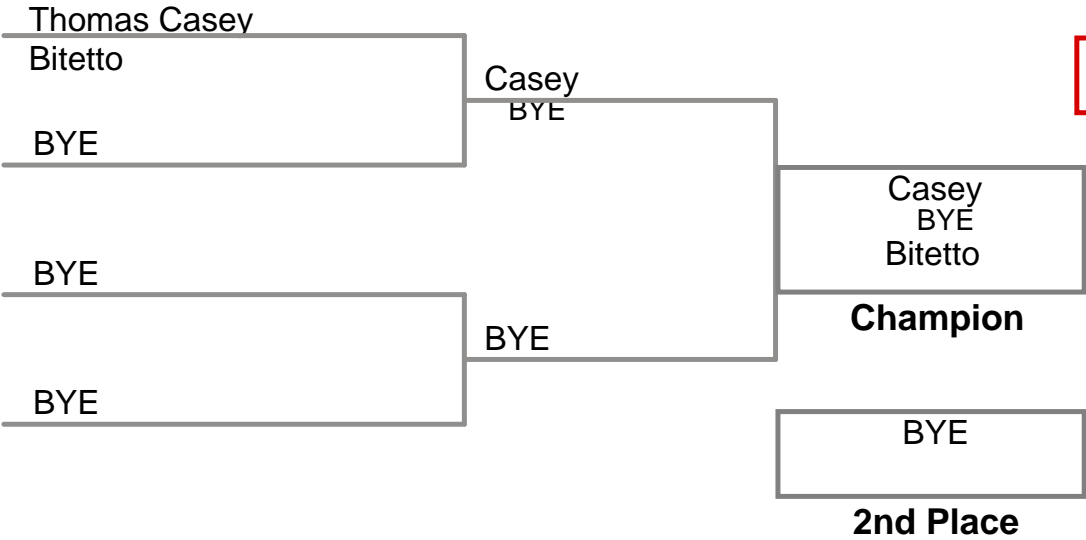 Thomas Casey
Bitetto
BYE
BYE
BYE
Casey
BYE
BYE
Casey
BYE
Bitetto
Champion
BYE
2nd Place